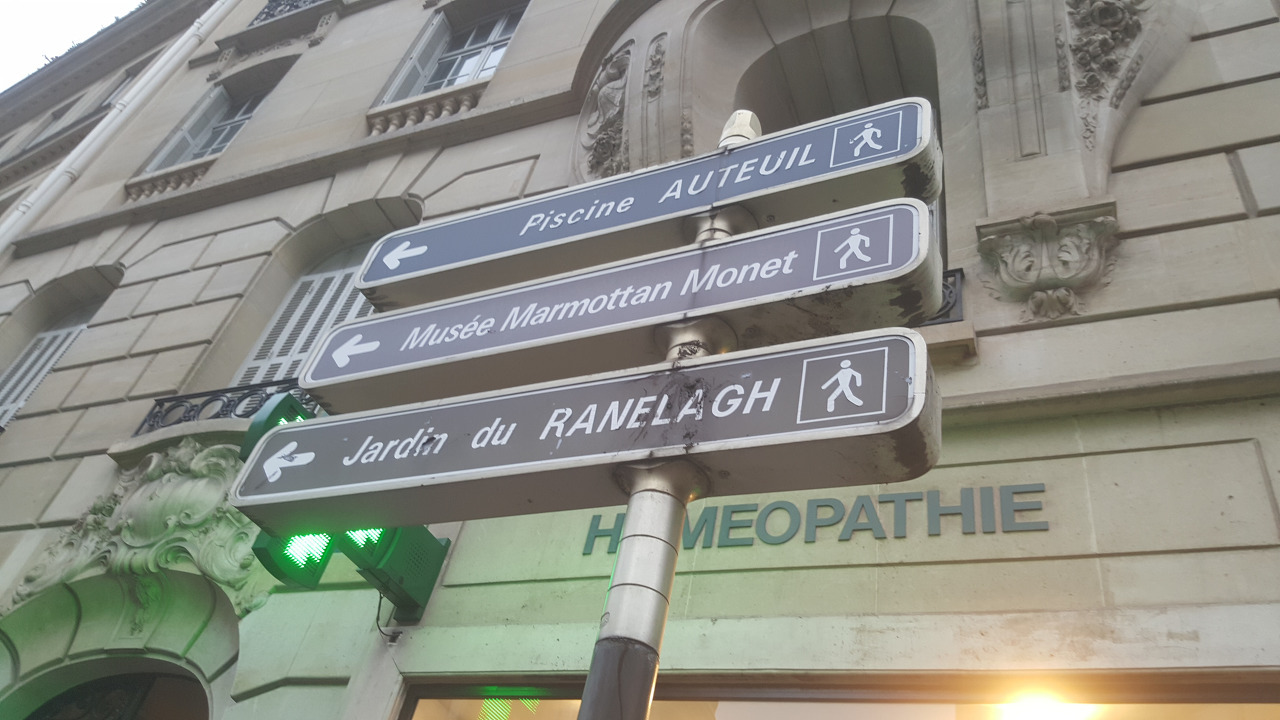 Piscine AUTEUIL
Musée Marmottan Monet
Jardin du RANELAGH
HOMEOPATHIE